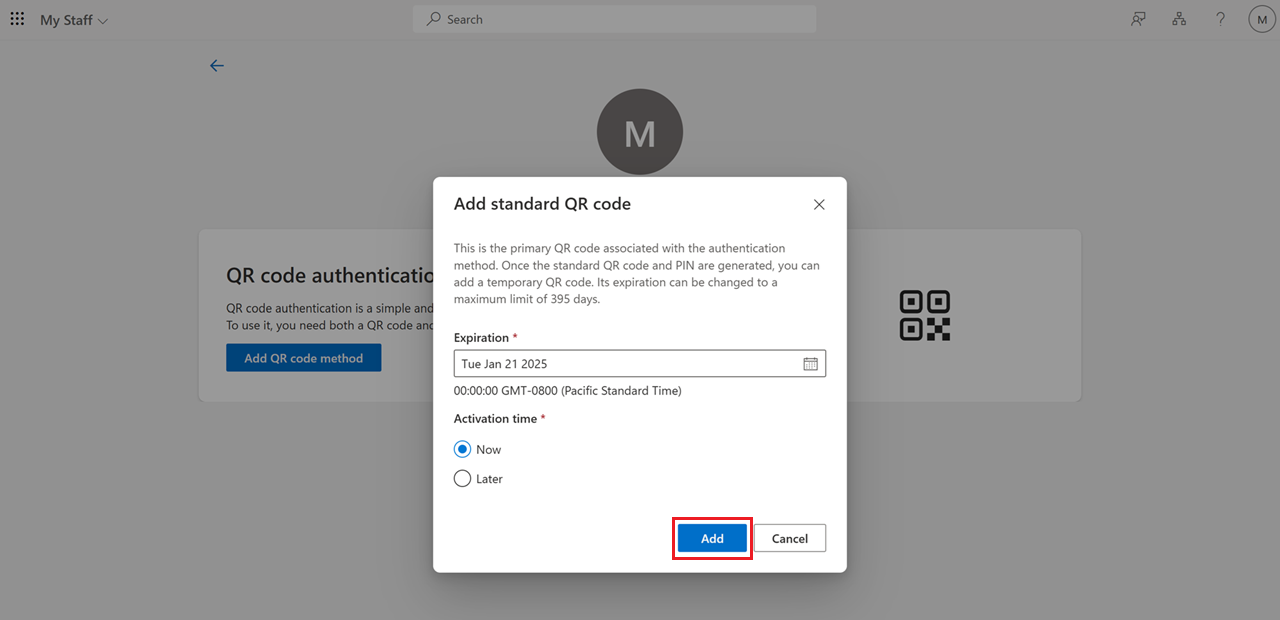 My Staff
Search
M
M
Add standard QR code
This is the primary QR code associated with the authentication
method. Once the standard QR code and PIN are generated, you can
add a temporary QR code. Its expiration can be changed to a
maximum limit of 395 days.
QR code authenticatio
QR code authentication is a simple and
To use it, you need both a QR code and
Add QR code method
Expiration *
Tue Jan 21 2025
00:00:00 GMT-0800 (Pacific Standard Time)
Activation time *
Now
Later
Add
Cancel